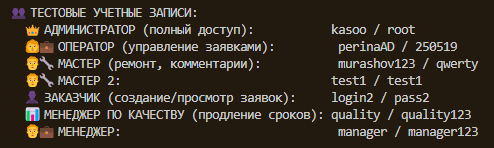 👥 ТЕСТОВЫЕ УЧЕТНЫЕ ЗАПИСИ:
👑 АДМИНИСТРАТОР (полный доступ): kasoo / root
👨‍💼 ОПЕРАТОР (управление заявками): perinaAD / 250519
👨‍🔧 МАСТЕР (ремонт, комментарии): murashov123 / qwerty
👨‍🔧 МАСТЕР 2: test1 / test1
👤 ЗАКАЗЧИК (создание/просмотр заявок): login2 / pass2
📊 МЕНЕДЖЕР ПО КАЧЕСТВУ (продление сроков): quality / quality123
👨‍💼 МЕНЕДЖЕР: manager / manager123